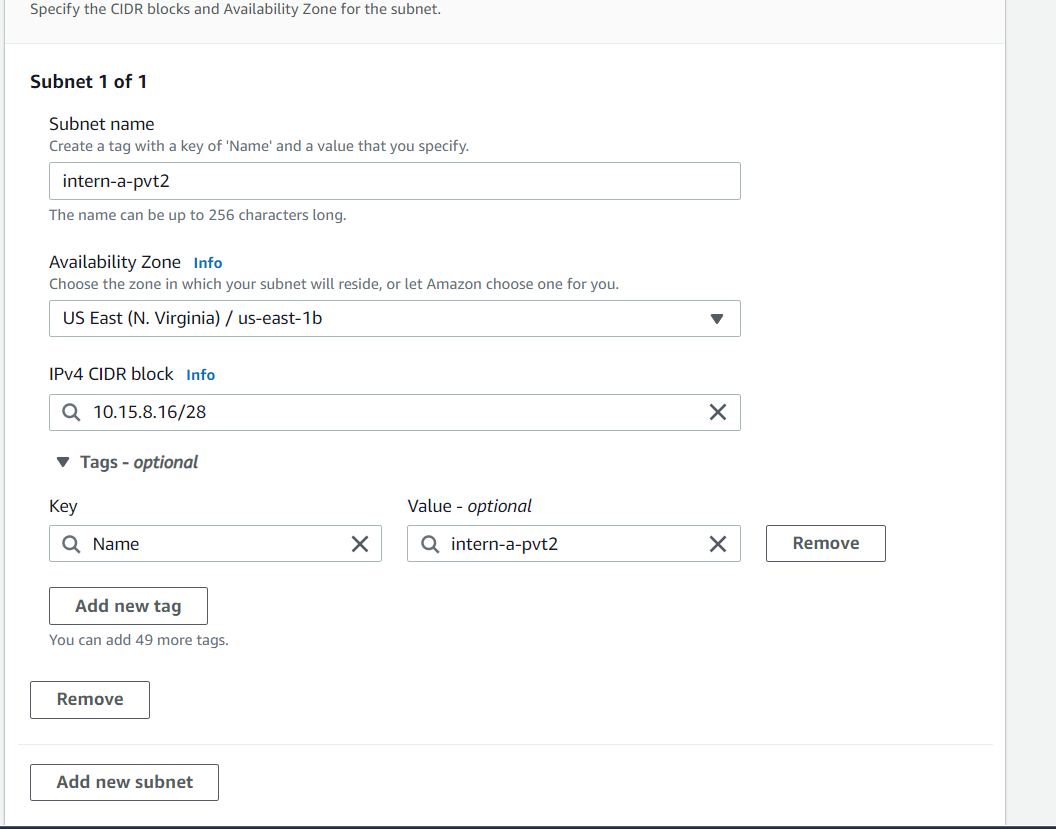 Specify the CIDR blocks and Availability Zone for the subnet.
Subnet 1 of 1
Subnet name
Create a tag with a key of 'Name' and a value that you specify.
intern-a-pvt2
The name can be up to 256 characters long.
Availability Zone Info
Choose the zone in which your subnet will reside, or let Amazon choose one for you.
US East (N. Virginia) / us-east-1b
IPv4 CIDR block Info
10.15.8.16/28
Tags - optional
Key Value - optional
Name intern-a-pvt2 Remove
Add new tag
You can add 49 more tags.
Remove
Add new subnet